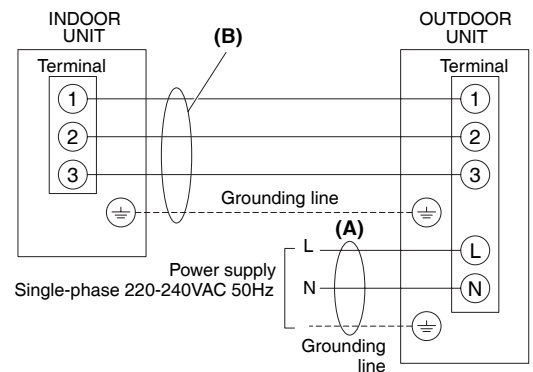 INDOOR
UNIT
(B)
OUTDOOR
UNIT
Terminal
Terminal
1
1
2
2
3
3
Grounding line
(A)
L
L
Power supply
Single-phase 220-240VAC 50Hz
N
N
Grounding
line